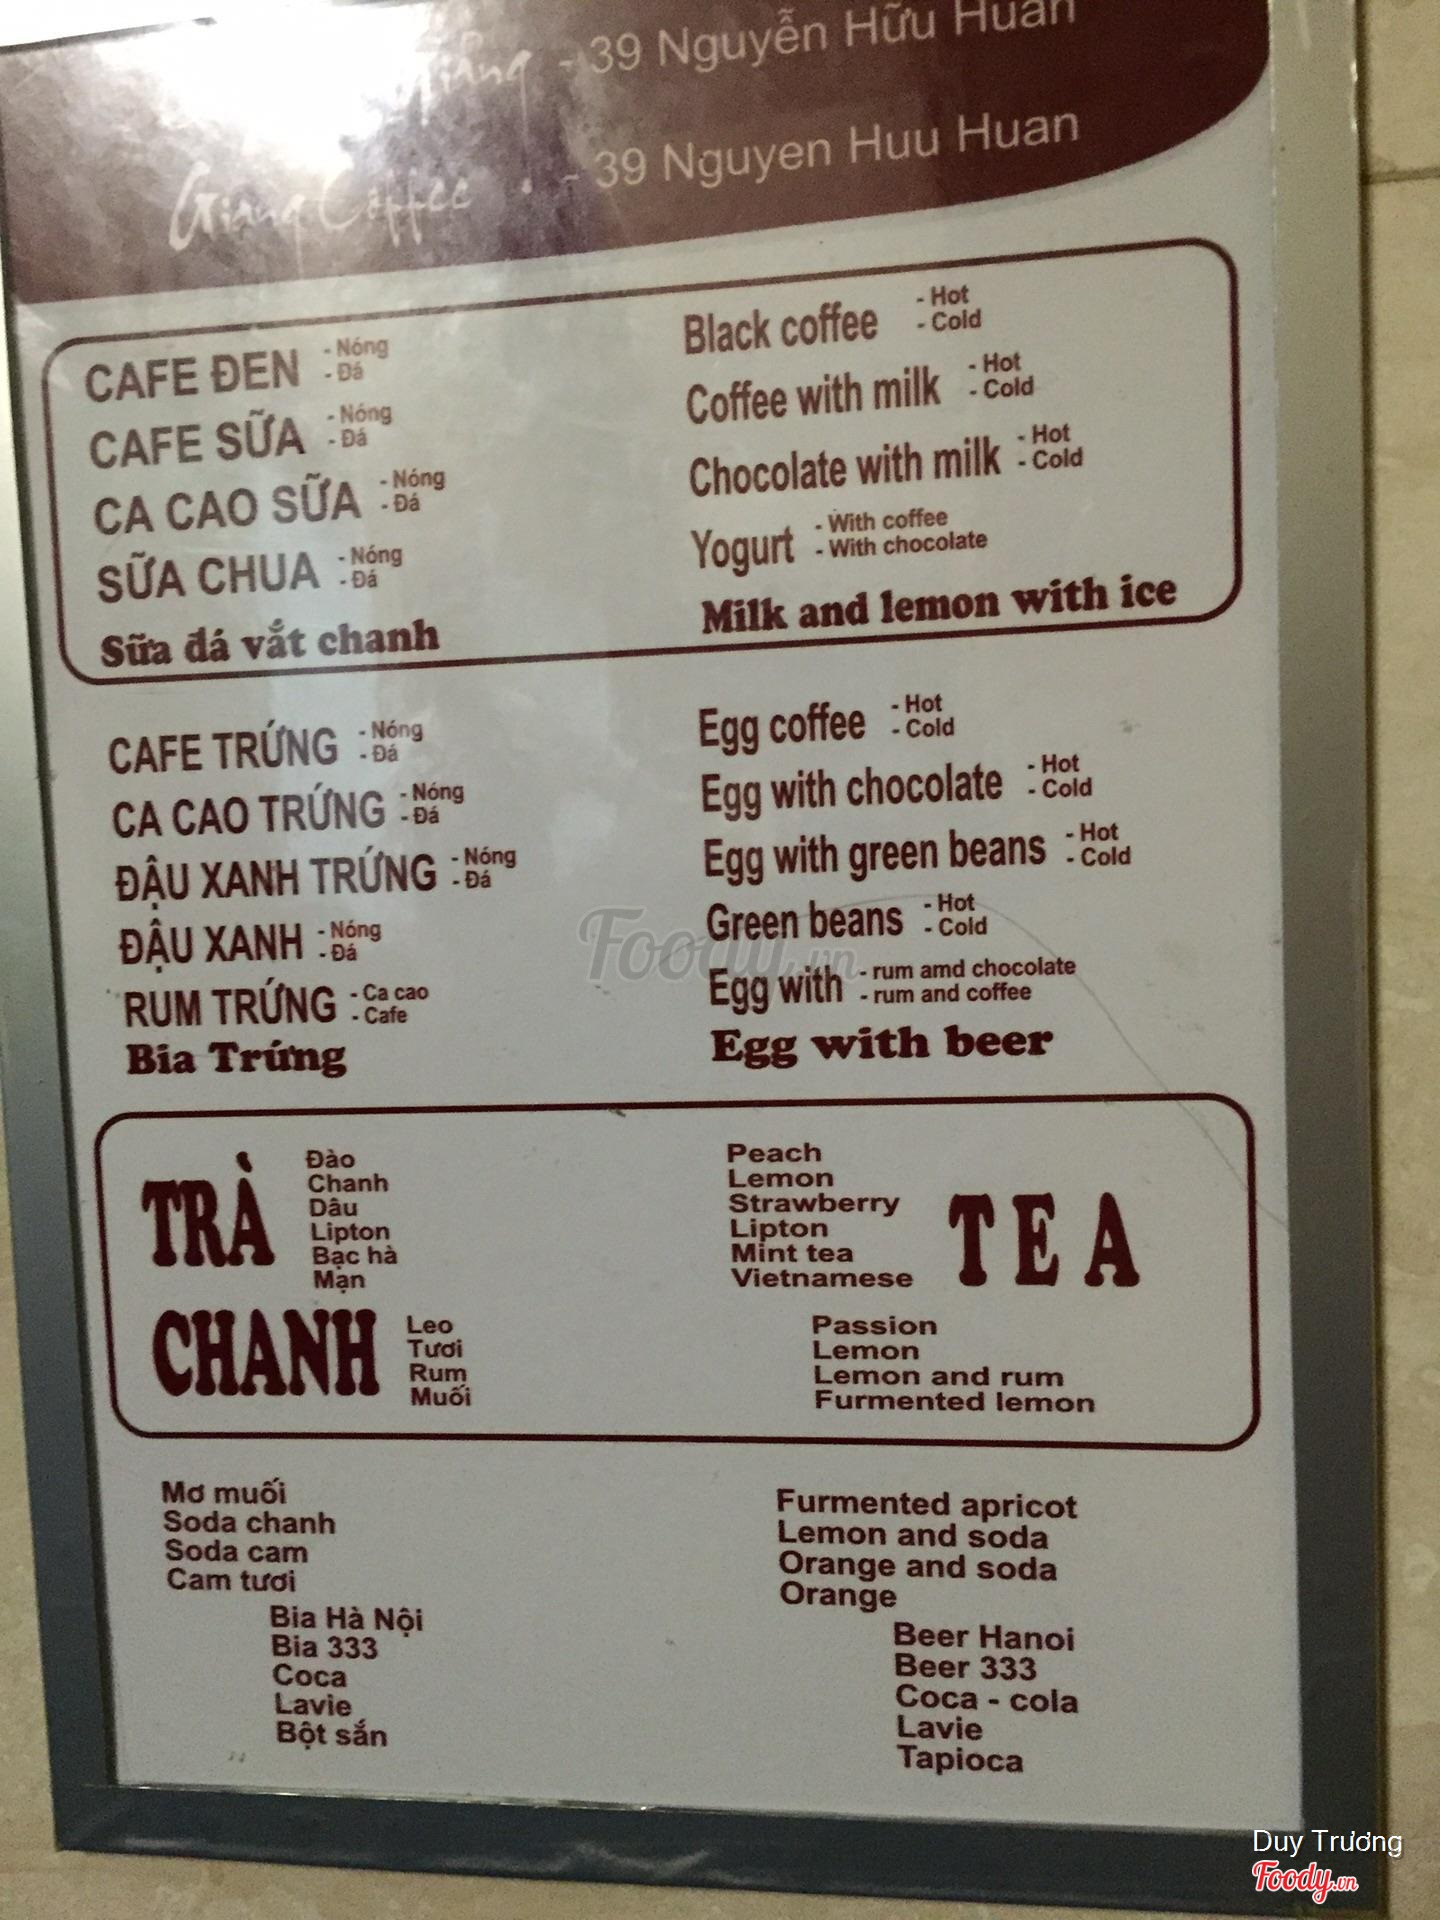 Giảng - 39 Nguyễn Hữu Huân
Giang Coffee - 39 Nguyen Huu Huan
CAFE ĐEN - Nóng - Đá
CAFE SỮA - Nóng - Đá
CA CAO SỮA - Nóng - Đá
SỮA CHUA - Nóng - Đá
Sữa đá vắt chanh
Black coffee - Hot - Cold
Coffee with milk - Hot - Cold
Chocolate with milk - Hot - Cold
Yogurt - With coffee - With chocolate
Milk and lemon with ice
CAFE TRỨNG - Nóng - Đá
CA CAO TRỨNG - Nóng - Đá
ĐẬU XANH TRỨNG - Nóng - Đá
ĐẬU XANH - Nóng - Đá
RUM TRỨNG - Ca cao - Cafe
Bia Trứng
Egg coffee - Hot - Cold
Egg with chocolate - Hot - Cold
Egg with green beans - Hot - Cold
Green beans - Hot - Cold
Egg with - rum amd chocolate - rum and coffee
Egg with beer
Foody.vn
TRÀ
Đào
Chanh
Dâu
Lipton
Bạc hà
Mạn
CHANH
Leo
Tươi
Rum
Muối
Peach
Lemon
Strawberry
Lipton
Mint tea
Vietnamese
TEA
Passion
Lemon
Lemon and rum
Furmented lemon
Mơ muối
Soda chanh
Soda cam
Cam tươi
Bia Hà Nội
Bia 333
Coca
Lavie
Bột sắn
Furmented apricot
Lemon and soda
Orange and soda
Orange
Beer Hanoi
Beer 333
Coca - cola
Lavie
Tapioca
Duy Trương
Foody.vn